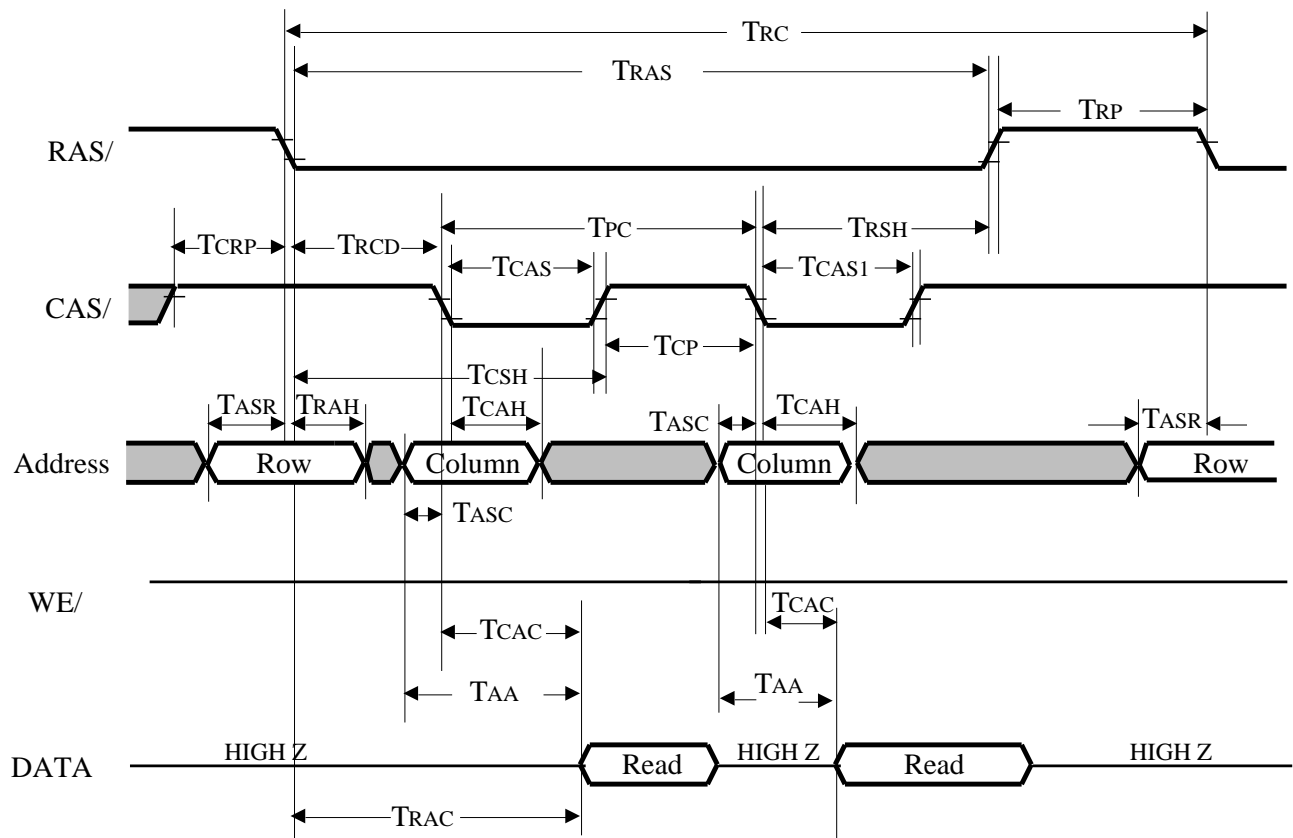 TRC
TRAS
TRP
RAS/
TCRP
TRCD
TPC
TRSH
TCAS
TCAS1
CAS/
TCP
TCSH
TASR
TRAH
TCAH
TASC
TCAH
TASR
Address
Row
Column
Column
Row
TASC
WE/
TCAC
TCAC
TAA
TAA
DATA
HIGH Z
Read
HIGH Z
Read
HIGH Z
TRAC